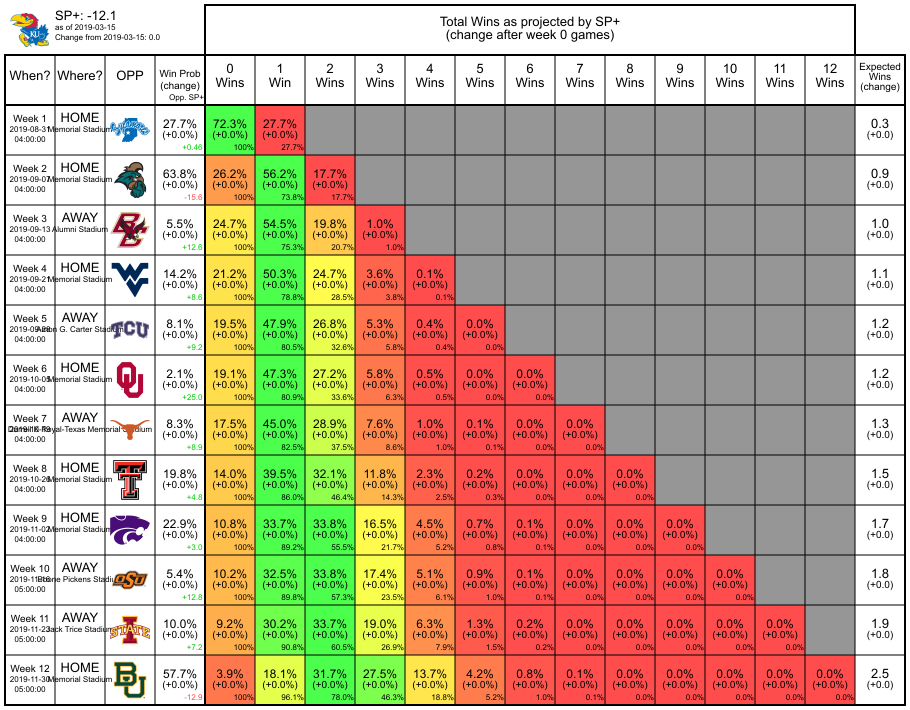 SP+: -12.1
as of 2019-03-15
Change from 2019-03-15: 0.0
Total Wins as projected by SP+
(change after week 0 games)
When? Where? OPP Win Prob (change) Opp. SP+ 0 Wins 1 Win 2 Wins 3 Wins 4 Wins 5 Wins 6 Wins 7 Wins 8 Wins 9 Wins 10 Wins 11 Wins 12 Wins Expected Wins (change)
Week 1 HOME 27.7% 72.3% 27.7% 0.3
2019-08-31 Memorial Stadium (+0.0%) (+0.0%) (+0.0%) (+0.0)
04:00:00 +0.46 100% 27.7%
Week 2 HOME 63.8% 26.2% 56.2% 17.7% 0.9
2019-09-07 Memorial Stadium (+0.0%) (+0.0%) (+0.0%) (+0.0%) (+0.0)
04:00:00 -15.6 100% 73.8% 17.7%
Week 3 AWAY BC 5.5% 24.7% 54.5% 19.8% 1.0% 1.0
2019-09-13 Alumni Stadium (+0.0%) (+0.0%) (+0.0%) (+0.0%) (+0.0%) (+0.0)
04:00:00 +12.6 100% 75.3% 20.7% 1.0%
Week 4 HOME WV 14.2% 21.2% 50.3% 24.7% 3.6% 0.1% 1.1
2019-09-21 Memorial Stadium (+0.0%) (+0.0%) (+0.0%) (+0.0%) (+0.0%) (+0.0%) (+0.0)
04:00:00 +8.6 100% 78.8% 28.5% 3.8% 0.1%
Week 5 AWAY TCU 8.1% 19.5% 47.9% 26.8% 5.3% 0.4% 0.0% 1.2
G. Carter Stadium (+0.0%) (+0.0%) (+0.0%) (+0.0%) (+0.0%) (+0.0%) (+0.0%) (+0.0)
04:00:00 +9.2 100% 80.5% 32.6% 5.8% 0.4% 0.0%
Week 6 HOME OU 2.1% 19.1% 47.3% 27.2% 5.8% 0.5% 0.0% 0.0% 1.2
2019-10-05 Memorial Stadium (+0.0%) (+0.0%) (+0.0%) (+0.0%) (+0.0%) (+0.0%) (+0.0%) (+0.0%) (+0.0)
04:00:00 +25.0 100% 80.9% 33.6% 6.3% 0.5% 0.0% 0.0%
Week 7 AWAY 8.3% 17.5% 45.0% 28.9% 7.6% 1.0% 0.1% 0.0% 0.0% 1.3
Royal-Texas Memorial Stadium (+0.0%) (+0.0%) (+0.0%) (+0.0%) (+0.0%) (+0.0%) (+0.0%) (+0.0%) (+0.0%) (+0.0)
04:00:00 +8.9 100% 82.5% 37.5% 8.6% 1.0% 0.1% 0.0% 0.0%
Week 8 HOME T 19.8% 14.0% 39.5% 32.1% 11.8% 2.3% 0.2% 0.0% 0.0% 0.0% 1.5
2019-10-26 Memorial Stadium (+0.0%) (+0.0%) (+0.0%) (+0.0%) (+0.0%) (+0.0%) (+0.0%) (+0.0%) (+0.0%) (+0.0%) (+0.0)
04:00:00 +4.8 100% 86.0% 46.4% 14.3% 2.5% 0.3% 0.0% 0.0% 0.0%
Week 9 HOME 22.9% 10.8% 33.7% 33.8% 16.5% 4.5% 0.7% 0.1% 0.0% 0.0% 0.0% 1.7
2019-11-02 Memorial Stadium (+0.0%) (+0.0%) (+0.0%) (+0.0%) (+0.0%) (+0.0%) (+0.0%) (+0.0%) (+0.0%) (+0.0%) (+0.0%) (+0.0)
04:00:00 +3.0 100% 89.2% 55.5% 21.7% 5.2% 0.8% 0.1% 0.0% 0.0% 0.0%
Week 10 AWAY OSU 5.4% 10.2% 32.5% 33.8% 17.4% 5.1% 0.9% 0.1% 0.0% 0.0% 0.0% 0.0% 1.8
Pickens Stadium (+0.0%) (+0.0%) (+0.0%) (+0.0%) (+0.0%) (+0.0%) (+0.0%) (+0.0%) (+0.0%) (+0.0%) (+0.0%) (+0.0%) (+0.0)
05:00:00 +12.8 100% 89.8% 57.3% 23.5% 6.1% 1.0% 0.1% 0.0% 0.0% 0.0% 0.0%
Week 11 AWAY I STATE 10.0% 9.2% 30.2% 33.7% 19.0% 6.3% 1.3% 0.2% 0.0% 0.0% 0.0% 0.0% 0.0% 1.9
2019-11-23 Jack Trice Stadium (+0.0%) (+0.0%) (+0.0%) (+0.0%) (+0.0%) (+0.0%) (+0.0%) (+0.0%) (+0.0%) (+0.0%) (+0.0%) (+0.0%) (+0.0%) (+0.0)
05:00:00 +7.2 100% 90.8% 60.5% 26.9% 7.9% 1.5% 0.2% 0.0% 0.0% 0.0% 0.0% 0.0%
Week 12 HOME BU 57.7% 3.9% 18.1% 31.7% 27.5% 13.7% 4.2% 0.8% 0.1% 0.0% 0.0% 0.0% 0.0% 0.0% 2.5
2019-11-30 Memorial Stadium (+0.0%) (+0.0%) (+0.0%) (+0.0%) (+0.0%) (+0.0%) (+0.0%) (+0.0%) (+0.0%) (+0.0%) (+0.0%) (+0.0%) (+0.0%) (+0.0%) (+0.0)
05:00:00 -12.9 100% 96.1% 78.0% 46.3% 18.8% 5.2% 1.0% 0.1% 0.0% 0.0% 0.0% 0.0% 0.0%